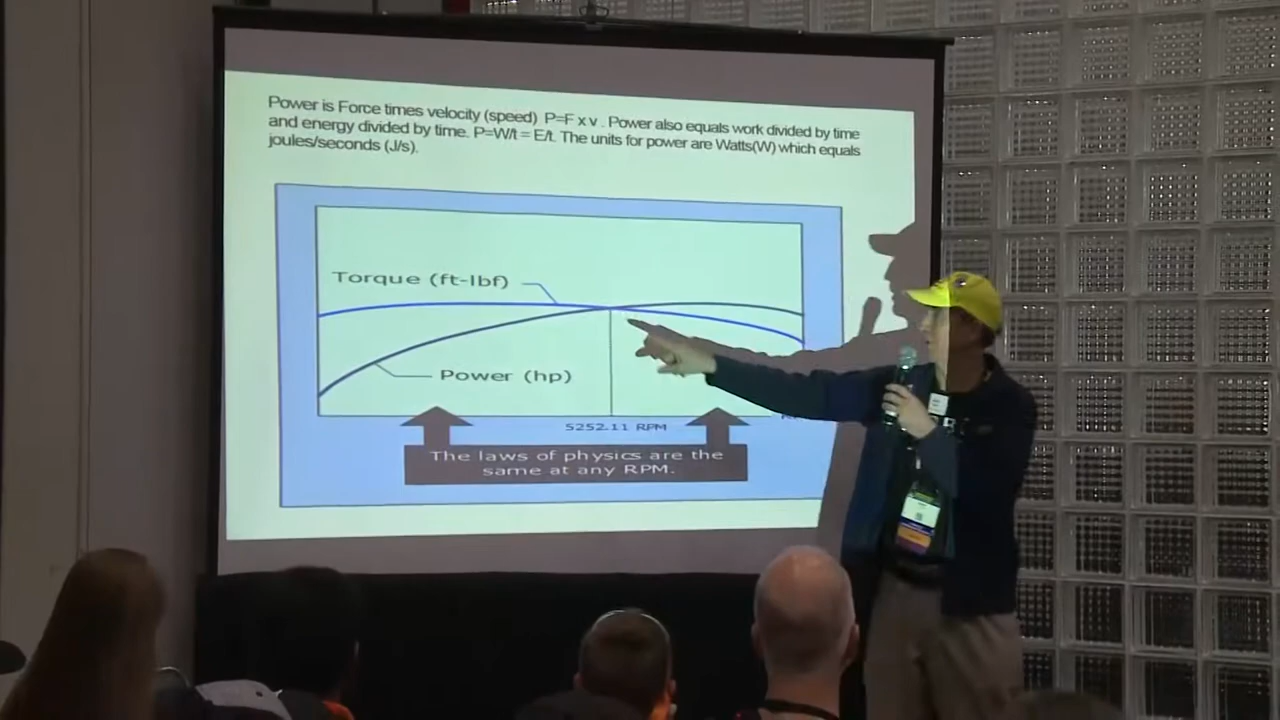 Power is Force times velocity (speed) P=F x v . Power also equals work divided by time
and energy divided by time. P=W/t = E/t. The units for power are Watts(W) which equals
joules/seconds (J/s).
Torque (ft-lbf)
Power (hp)
5252.11 RPM
The laws of physics are the
same at any RPM.